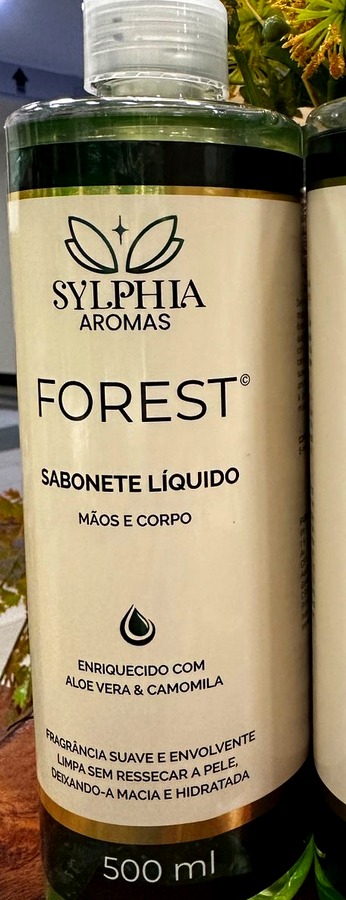 SYLPHIA
AROMAS
FOREST©
SABONETE LÍQUIDO
MÃOS E CORPO
ENRIQUECIDO COM
ALOE VERA & CAMOMILA
FRAGRÂNCIA SUAVE E ENVOLVENTE
LIMPA SEM RESSECAR A PELE,
DEIXANDO-A MACIA E HIDRATADA
500 ml